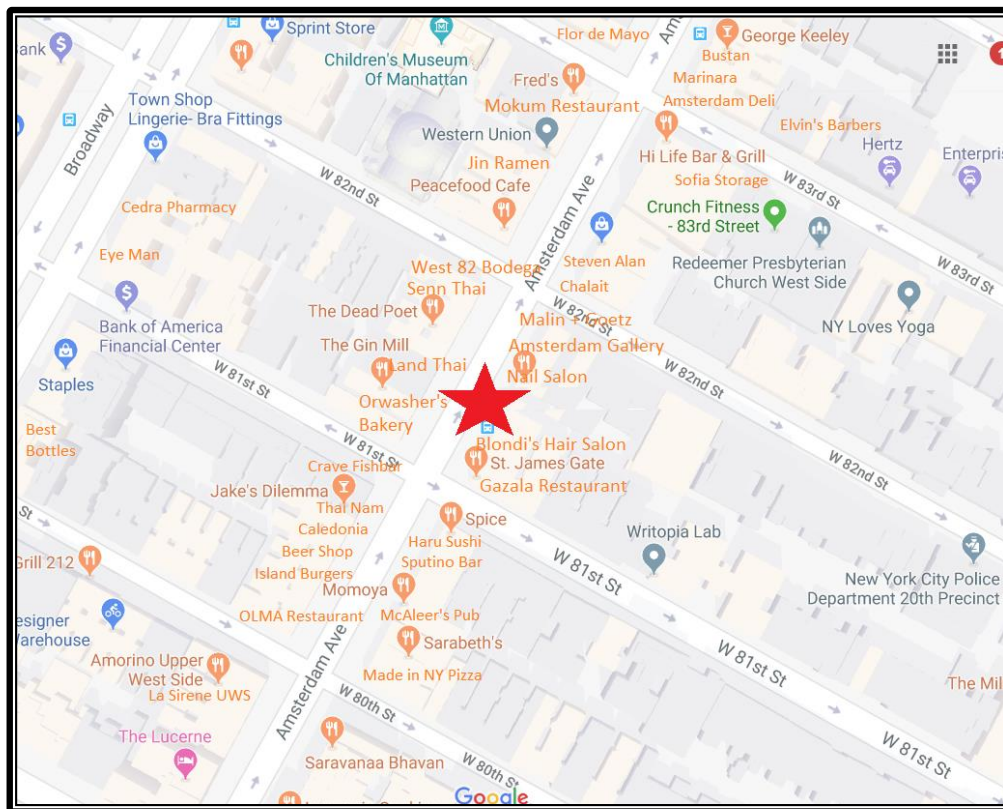 ank
Sprint Store
Children's Museum
Of Manhattan
Flor de Mayo
Ams
George Keeley
Bustan
Marinara
Fred's
Mokum Restaurant
Amsterdam Deli
Town Shop
Lingerie- Bra Fittings
Broadway
Western Union
Elvin's Barbers
Hertz
Enterpris
Jin Ramen
Peacefood Cafe
Hi Life Bar & Grill
Sofia Storage
W 82nd St
W 83rd St
Crunch Fitness
- 83rd Street
Cedra Pharmacy
Amsterdam Ave
Redeemer Presbyterian
Church West Side
W 83rd St
Eye Man
West 82 Bodega
Senn Thai
Steven Alan
Chalait
The Dead Poet
Malin + Goetz
W 82nd St
NY Loves Yoga
Bank of America
Financial Center
The Gin Mill
Amsterdam Gallery
Land Thai
Nail Salon
Staples
W 81st St
W 82nd St
Orwasher's
Bakery
Best
Bottles
W 81st St
Blondi's Hair Salon
St. James Gate
Gazala Restaurant
W 82nd St
Crave Fishbar
Jake's Dilemma
Thai Nam
Caledonia
Beer Shop
Island Burgers
St
Spice
Haru Sushi
Sputino Bar
Writopia Lab
W 81st St
Grill 212
Momoya
New York City Police
Department 20th Precinct
OLMA Restaurant
McAleer's Pub
esigner
Warehouse
Sarabeth's
Amsterdam Ave
W 81st St
Amorino Upper
West Side
La Sirene UWS
Made in NY Pizza
The Mil
W 80th St
The Lucerne
W 81st St
Saravanaa Bhavan
W 80th St
Google